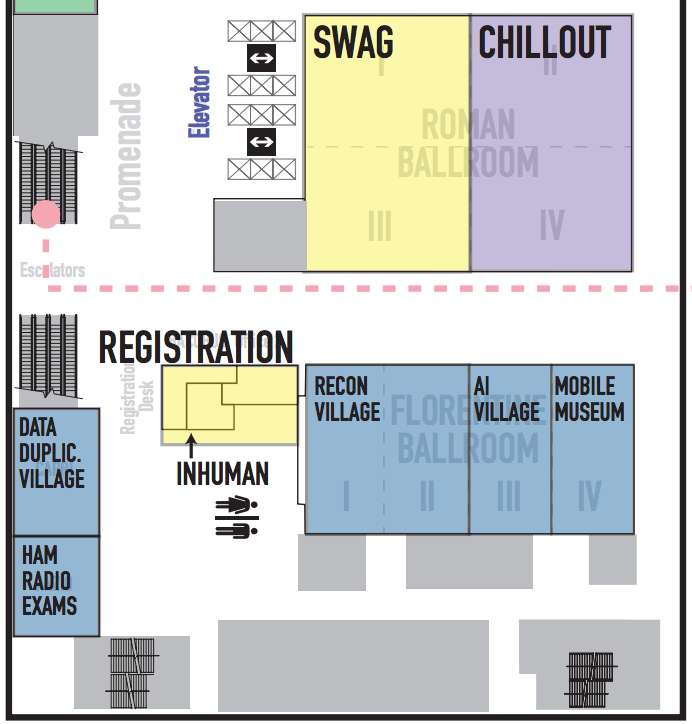 SWAG
CHILLOUT
I
II
ROMAN
BALLROOM
III
IV
Elevator
Promenade
Escalators
REGISTRATION
Registration
Desk
INHUMAN
RECON
VILLAGE
AI
VILLAGE
MOBILE
MUSEUM
FLORENTINE
BALLROOM
I
II
III
IV
DATA
DUPLIC.
VILLAGE
HAM
RADIO
EXAMS